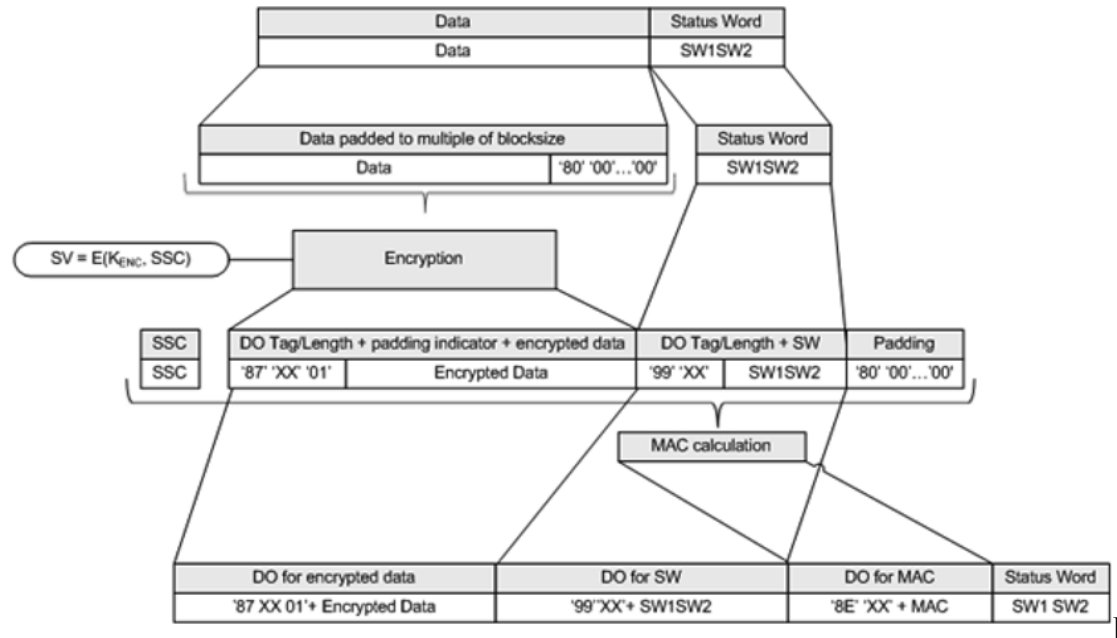 Data Status Word
Data SW1SW2
Data padded to multiple of blocksize Status Word
Data '80' '00'...'00' SW1SW2
SV = E(KENC, SSC) Encryption
SSC DO Tag/Length + padding indicator + encrypted data DO Tag/Length + SW Padding
SSC '87' 'XX' '01' Encrypted Data '99' 'XX' SW1SW2 '80' '00'...'00'
MAC calculation
DO for encrypted data DO for SW DO for MAC Status Word
'87 XX 01'+ Encrypted Data '99''XX'+ SW1SW2 '8E' 'XX' + MAC SW1 SW2